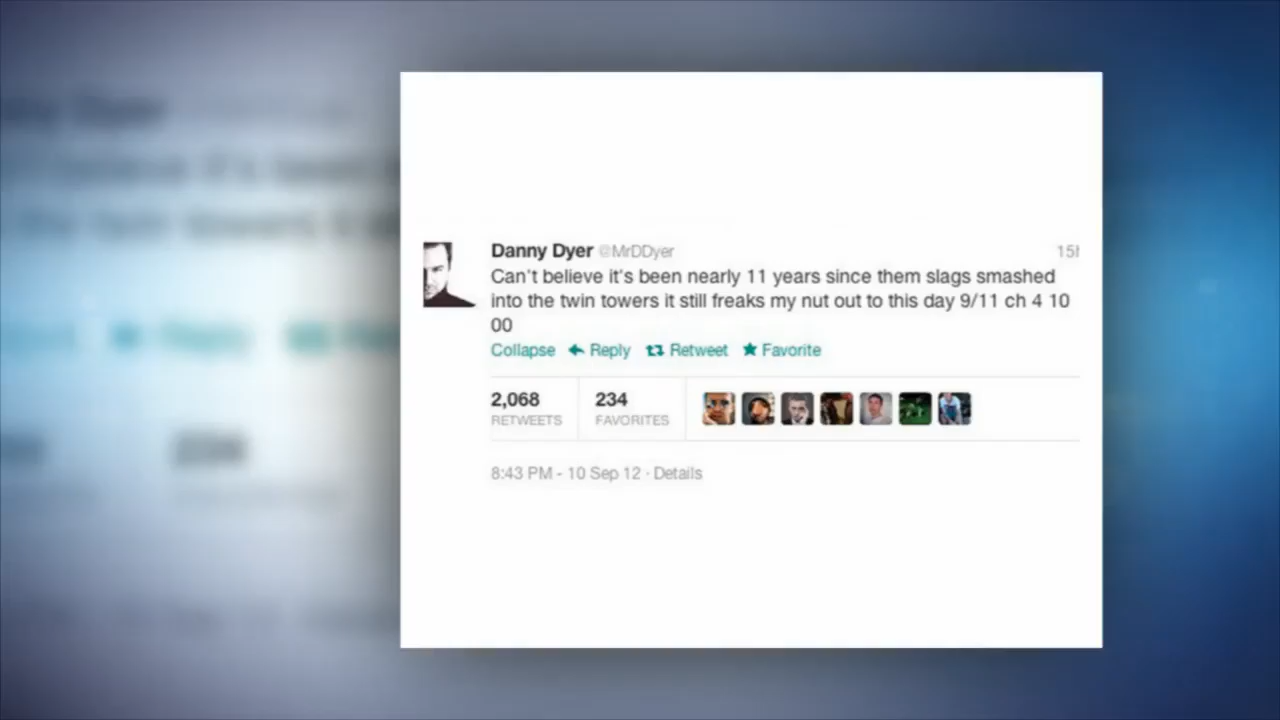 Danny Dyer @MrDDyer 15h
Can't believe it's been nearly 11 years since them slags smashed
into the twin towers it still freaks my nut out to this day 9/11 ch 4 10
00
Collapse Reply Retweet Favorite
2,068 234
RETWEETS FAVORITES
8:43 PM - 10 Sep 12 · Details